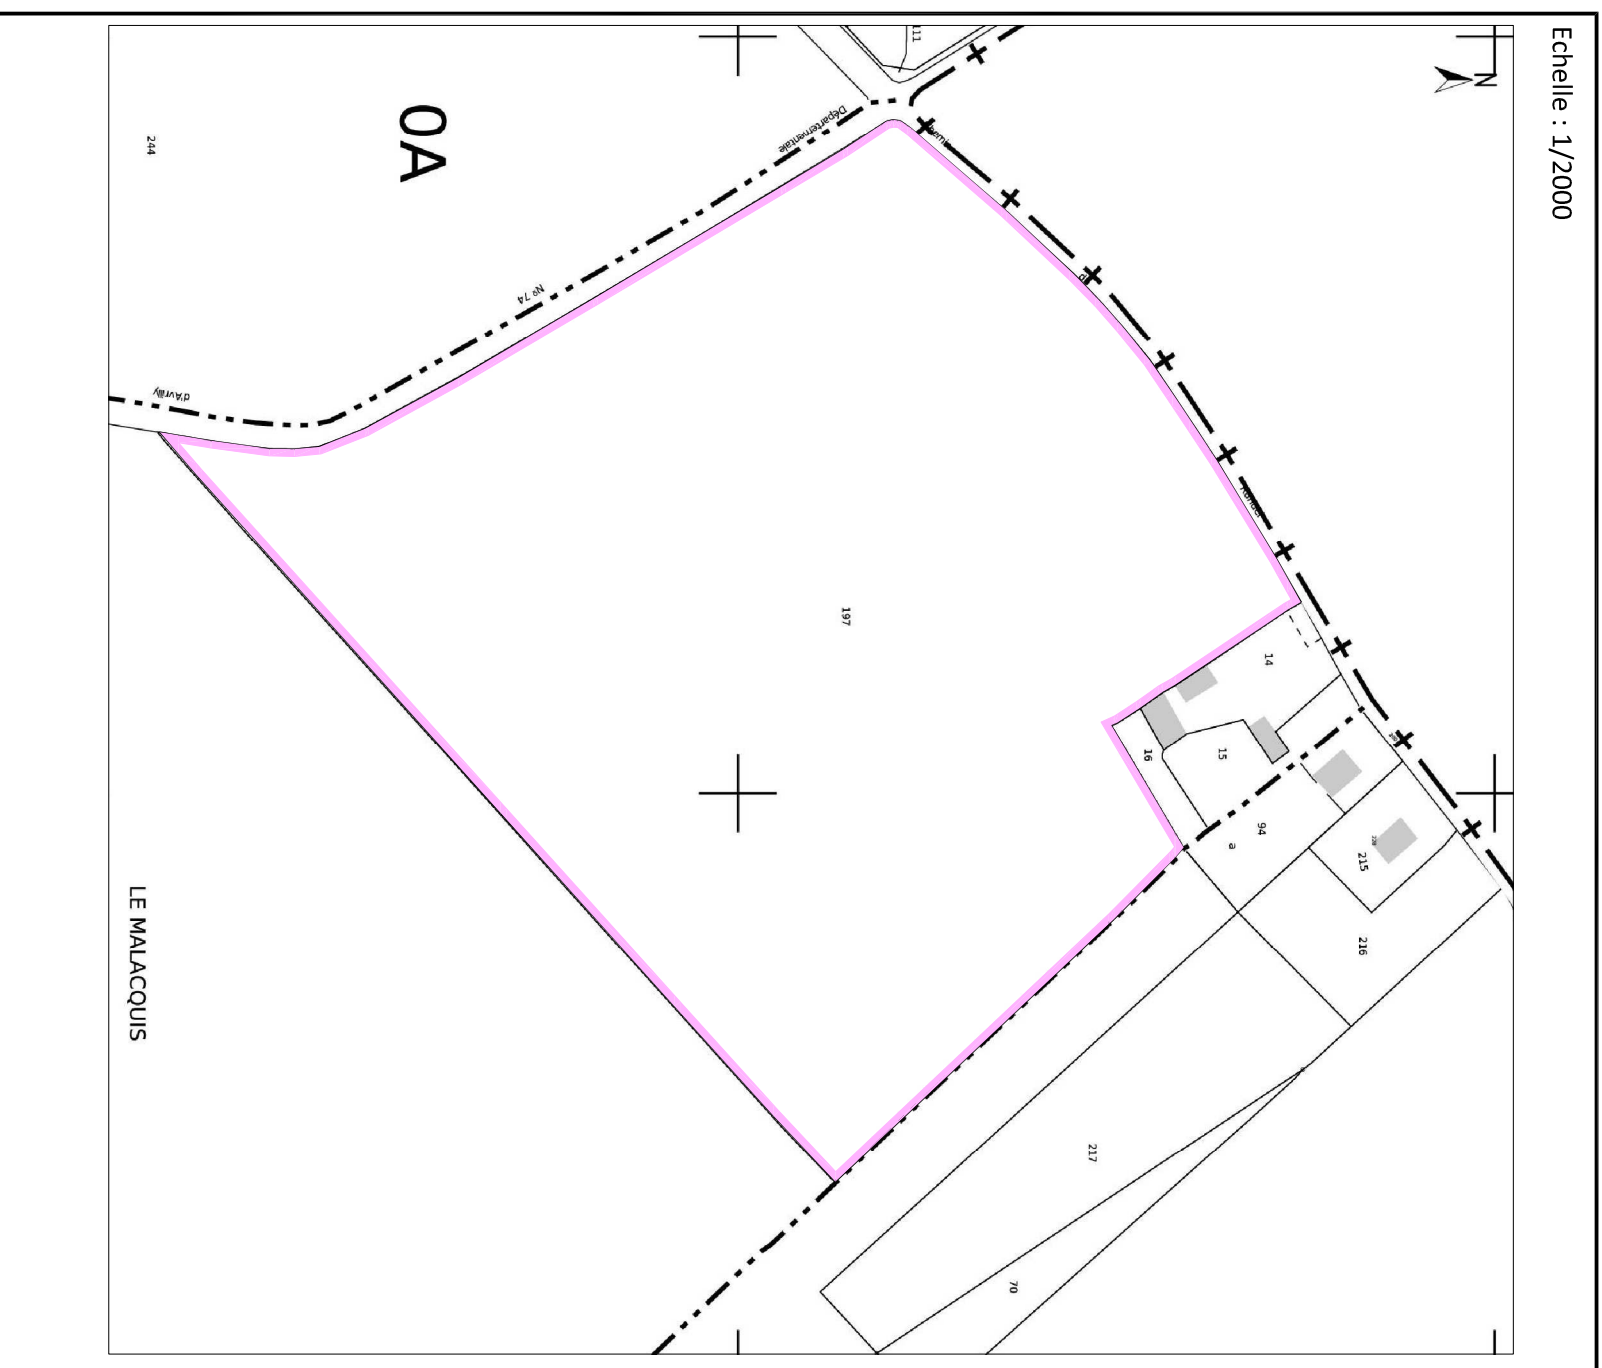 Echelle : 1/2000
N
111
0A
244
Départementale
N° 74
d'Avrilly
197
14
15
16
94
a
215
216
217
70
LE MALACQUIS